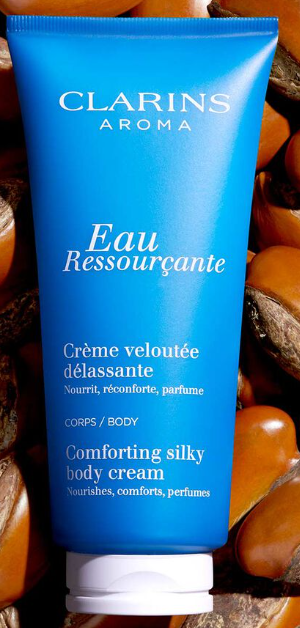 CLARINS
AROMA
Eau
Ressourçante
Crème veloutée
délassante
Nourrit, réconforte, parfume
CORPS / BODY
Comforting silky
body cream
Nourishes, comforts, perfumes